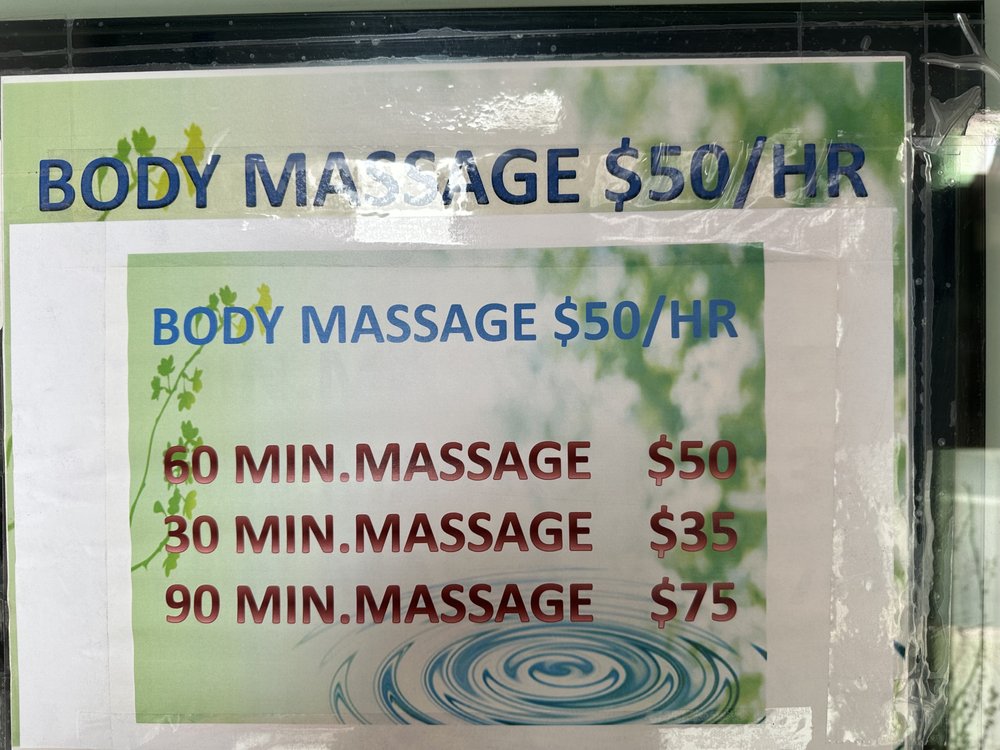 BODY MASSAGE $50/HR
BODY MASSAGE $50/HR
60 MIN.MASSAGE $50
30 MIN.MASSAGE $35
90 MIN.MASSAGE $75